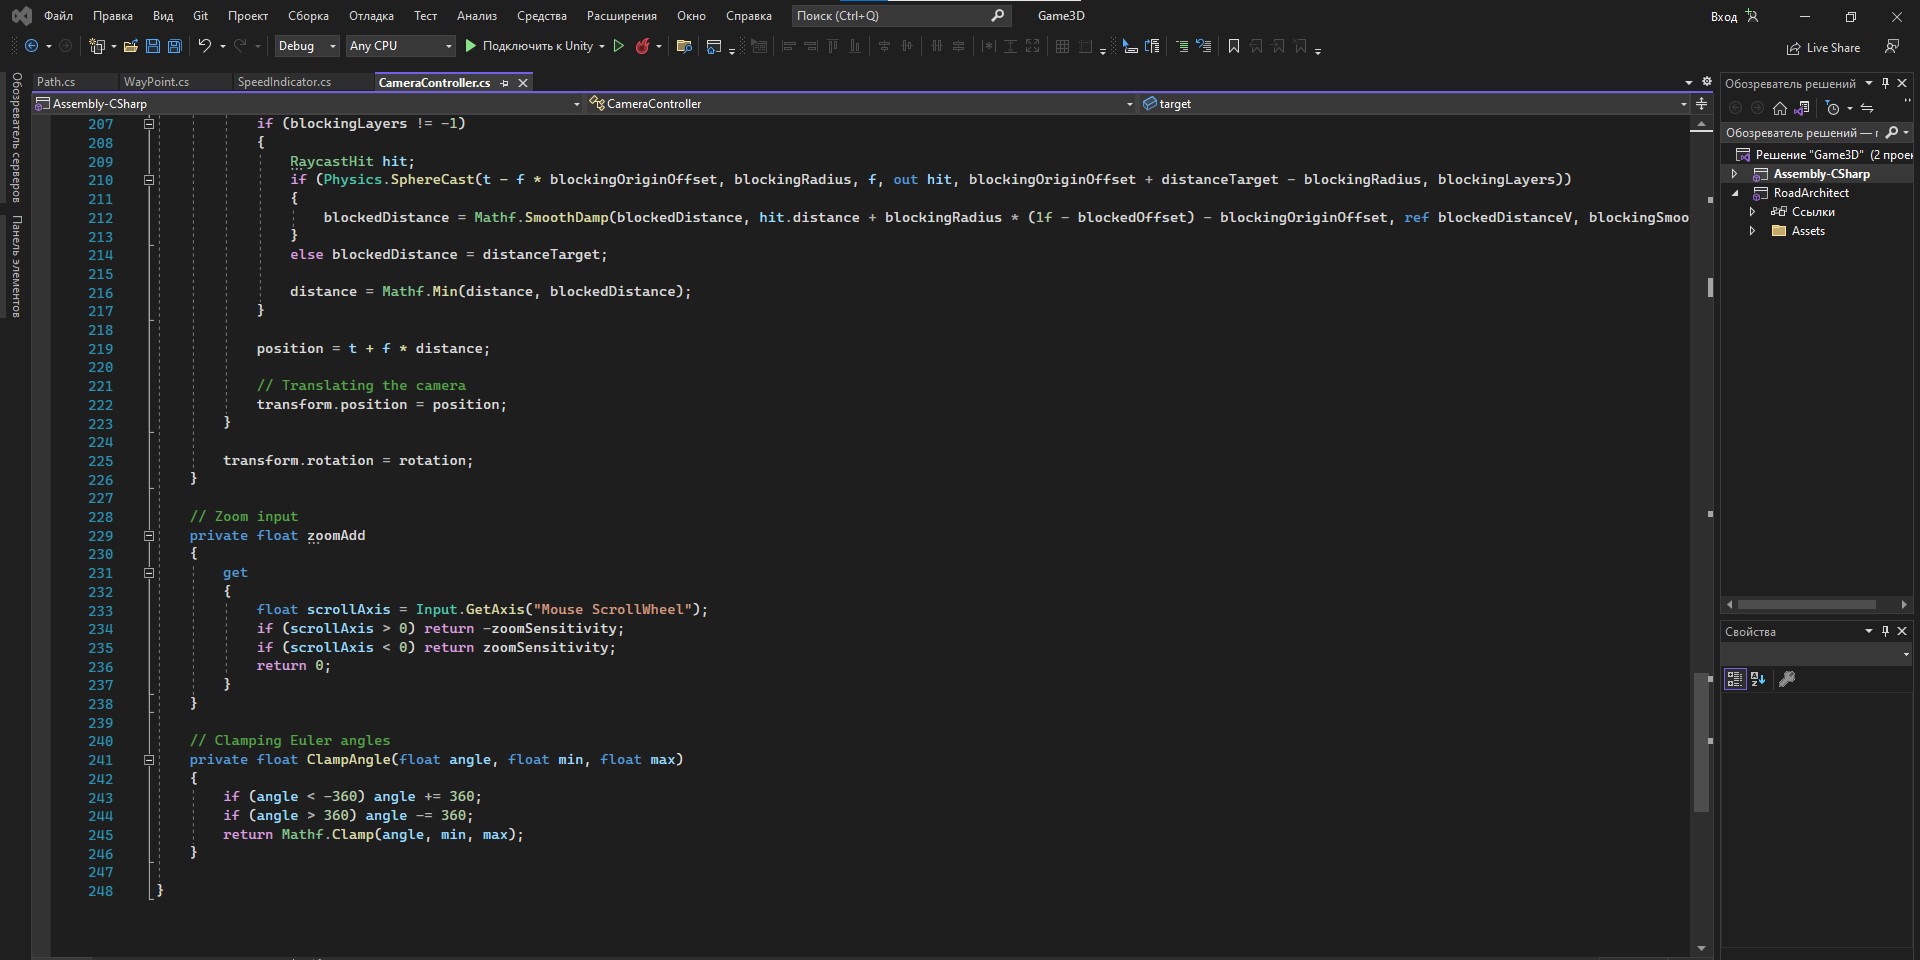 Файл Правка Вид Git Проект Сборка Отладка Тест Анализ Средства Расширения Окно Справка Поиск (Ctrl+Q) Game3D Вход
Debug Any CPU Подключить к Unity Live Share
Path.cs WayPoint.cs SpeedIndicator.cs CameraController.cs
Assembly-CSharp CameraController target
Обозреватель серверов
Панель элементов
207 if (blockingLayers != -1)
208 {
209 RaycastHit hit;
210 if (Physics.SphereCast(t - f * blockingOriginOffset, blockingRadius, f, out hit, blockingOriginOffset + distanceTarget - blockingRadius, blockingLayers))
211 {
212 blockedDistance = Mathf.SmoothDamp(blockedDistance, hit.distance + blockingRadius * (1f - blockedOffset) - blockingOriginOffset, ref blockedDistanceV, blockingSmoo
213 }
214 else blockedDistance = distanceTarget;
215
216 distance = Mathf.Min(distance, blockedDistance);
217 }
218
219 position = t + f * distance;
220
221 // Translating the camera
222 transform.position = position;
223 }
224
225 transform.rotation = rotation;
226 }
227
228 // Zoom input
229 private float zoomAdd
230 {
231 get
232 {
233 float scrollAxis = Input.GetAxis("Mouse ScrollWheel");
234 if (scrollAxis > 0) return -zoomSensitivity;
235 if (scrollAxis < 0) return zoomSensitivity;
236 return 0;
237 }
238 }
239
240 // Clamping Euler angles
241 private float ClampAngle(float angle, float min, float max)
242 {
243 if (angle < -360) angle += 360;
244 if (angle > 360) angle -= 360;
245 return Mathf.Clamp(angle, min, max);
246 }
247
248 }
Обозреватель решений
Обозреватель решений — г
Решение "Game3D" (2 проек
Assembly-CSharp
RoadArchitect
Ссылки
Assets
Свойства